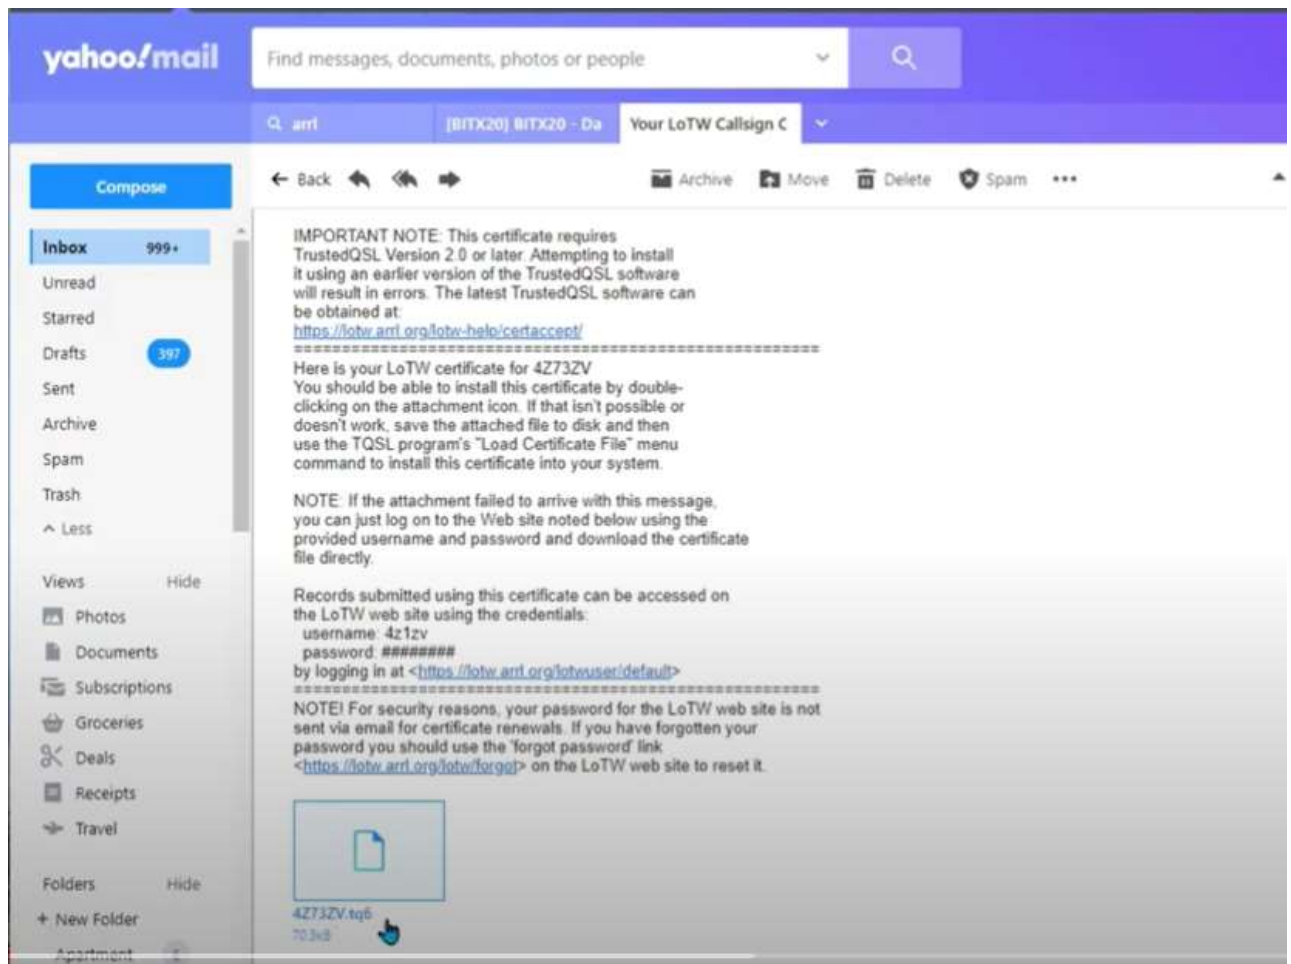 yahoo!mail
Find messages, documents, photos or people
arrl
[BITX20] BITX20 - Da
Your LoTW Callsign C
Compose
Back
Archive
Move
Delete
Spam
Inbox 999+
Unread
Starred
Drafts 397
Sent
Archive
Spam
Trash
Less
Views Hide
Photos
Documents
Subscriptions
Groceries
Deals
Receipts
Travel
Folders Hide
+ New Folder
Apartment
IMPORTANT NOTE: This certificate requires
TrustedQSL Version 2.0 or later. Attempting to install
it using an earlier version of the TrustedQSL software
will result in errors. The latest TrustedQSL software can
be obtained at:
https://lotw.arrl.org/lotw-help/certaccept/
=======================================================
Here is your LoTW certificate for 4Z73ZV
You should be able to install this certificate by double-
clicking on the attachment icon. If that isn't possible or
doesn't work, save the attached file to disk and then
use the TQSL program's "Load Certificate File" menu
command to install this certificate into your system.
NOTE: If the attachment failed to arrive with this message,
you can just log on to the Web site noted below using the
provided username and password and download the certificate
file directly.
Records submitted using this certificate can be accessed on
the LoTW web site using the credentials:
username: 4z1zv
password: ########
by logging in at <https://lotw.arrl.org/lotwuser/default>
=======================================================
NOTE! For security reasons, your password for the LoTW web site is not
sent via email for certificate renewals. If you have forgotten your
password you should use the 'forgot password' link
<https://lotw.arrl.org/lotw/forgot> on the LoTW web site to reset it.
4Z73ZV.tq6